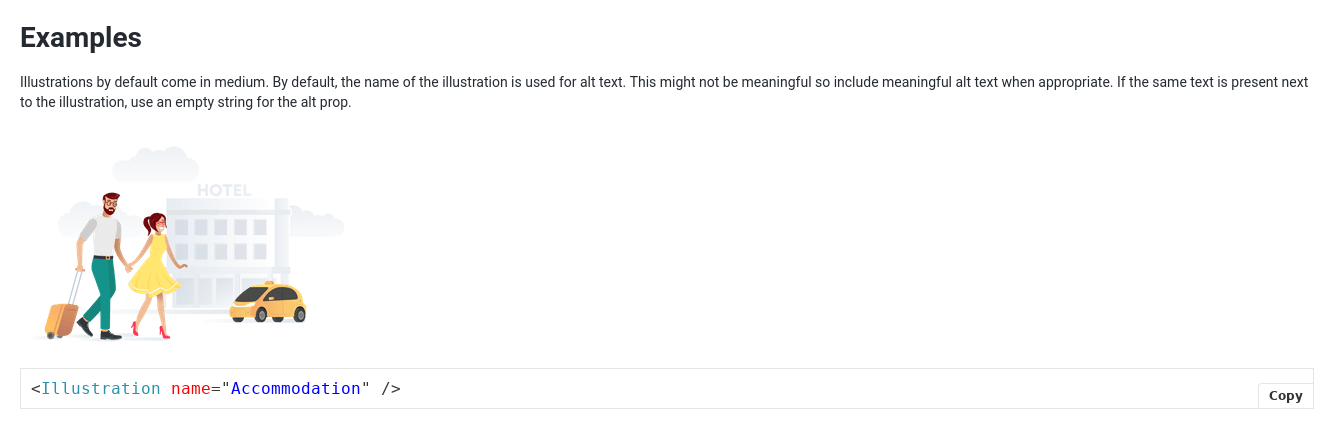 Examples
Illustrations by default come in medium. By default, the name of the illustration is used for alt text. This might not be meaningful so include meaningful alt text when appropriate. If the same text is present next
to the illustration, use an empty string for the alt prop.
HOTEL
<Illustration name="Accommodation" />
Copy